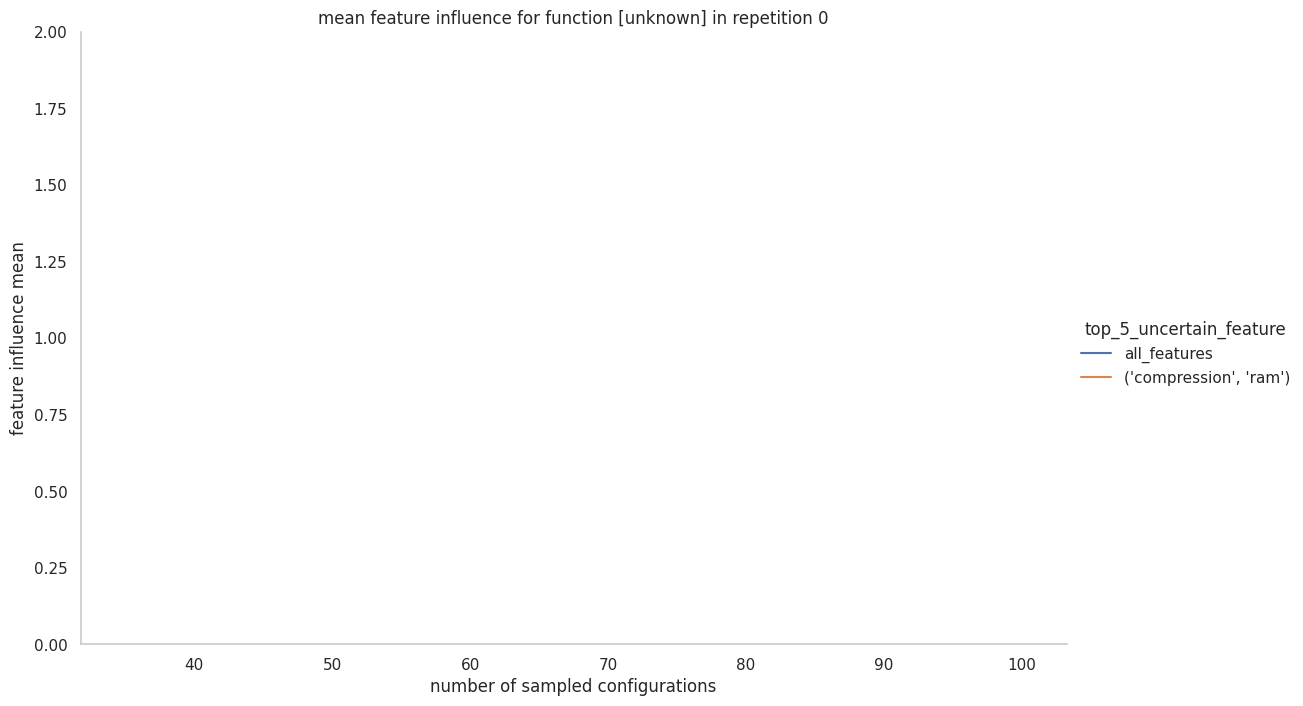 mean feature influence for function [unknown] in repetition 0
2.00
1.75
1.50
1.25
1.00
0.75
0.50
0.25
0.00
feature influence mean
40 50 60 70 80 90 100
number of sampled configurations
top_5_uncertain_feature
all_features
('compression', 'ram')